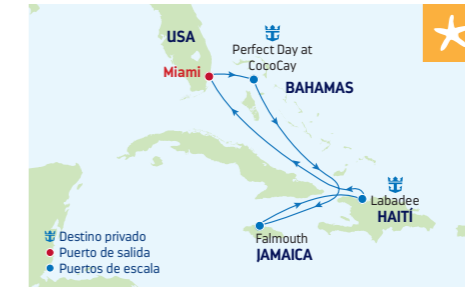 USA
Perfect Day at
CocoCay
Miami
BAHAMAS
Labadee
HAITÍ
Falmouth
JAMAICA
Destino privado
Puerto de salida
Puertos de escala